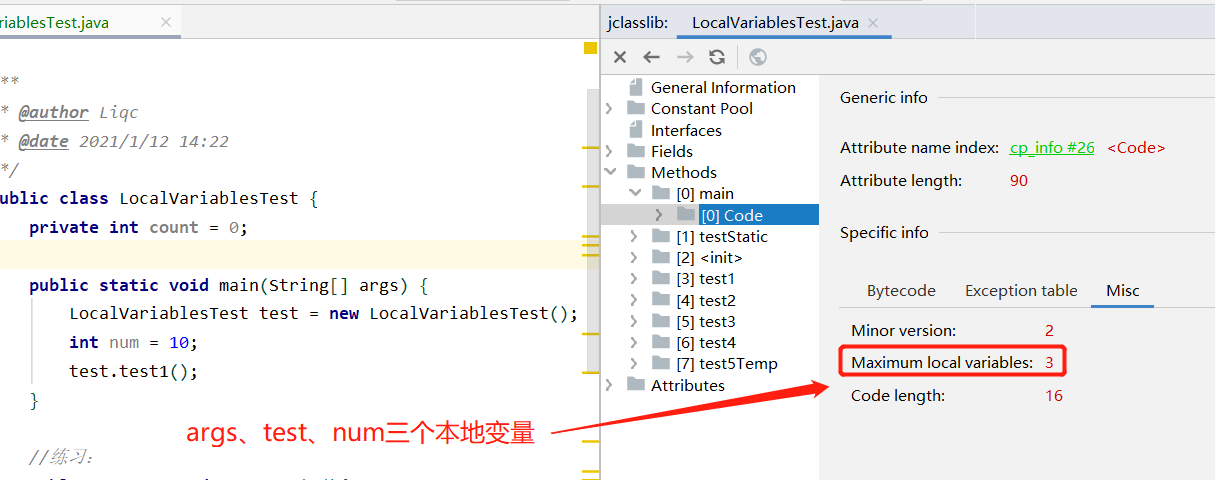 riablesTest.java
jclasslib:
LocalVariablesTest.java
**
* @author Liqc
* @date 2021/1/12 14:22
*/
ublic class LocalVariablesTest {
private int count = 0;
public static void main(String[] args) {
LocalVariablesTest test = new LocalVariablesTest();
int num = 10;
test.test1();
}
args、test、num三个本地变量
//练习：
General Information
Constant Pool
Interfaces
Fields
Methods
[0] main
[0] Code
[1] testStatic
[2] <init>
[3] test1
[4] test2
[5] test3
[6] test4
[7] test5Temp
Attributes
Generic info
Attribute name index: cp_info #26 <Code>
Attribute length: 90
Specific info
Bytecode Exception table Misc
Minor version: 2
Maximum local variables: 3
Code length: 16